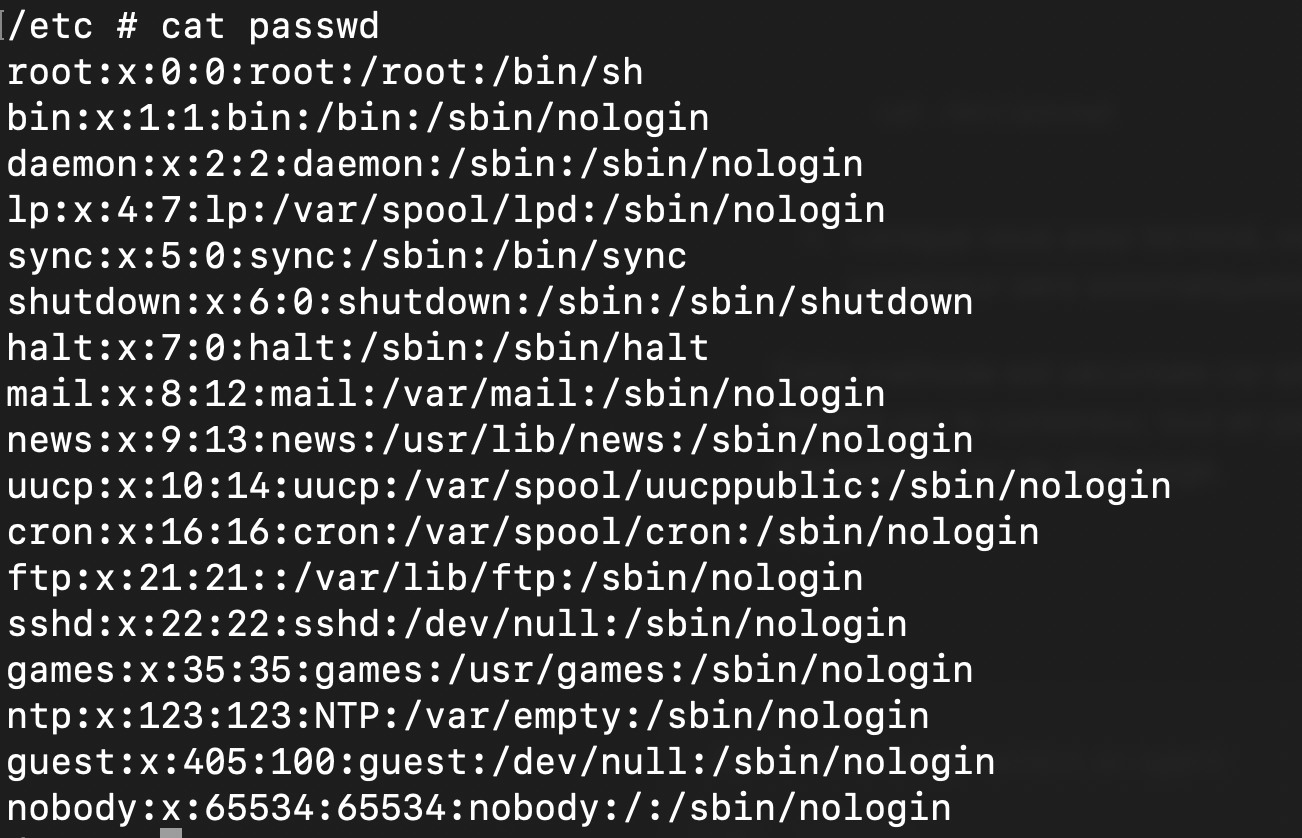 /etc # cat passwd
root:x:0:0:root:/root:/bin/sh
bin:x:1:1:bin:/bin:/sbin/nologin
daemon:x:2:2:daemon:/sbin:/sbin/nologin
lp:x:4:7:lp:/var/spool/lpd:/sbin/nologin
sync:x:5:0:sync:/sbin:/bin/sync
shutdown:x:6:0:shutdown:/sbin:/sbin/shutdown
halt:x:7:0:halt:/sbin:/sbin/halt
mail:x:8:12:mail:/var/mail:/sbin/nologin
news:x:9:13:news:/usr/lib/news:/sbin/nologin
uucp:x:10:14:uucp:/var/spool/uucppublic:/sbin/nologin
cron:x:16:16:cron:/var/spool/cron:/sbin/nologin
ftp:x:21:21::/var/lib/ftp:/sbin/nologin
sshd:x:22:22:sshd:/dev/null:/sbin/nologin
games:x:35:35:games:/usr/games:/sbin/nologin
ntp:x:123:123:NTP:/var/empty:/sbin/nologin
guest:x:405:100:guest:/dev/null:/sbin/nologin
nobody:x:65534:65534:nobody:/:/sbin/nologin